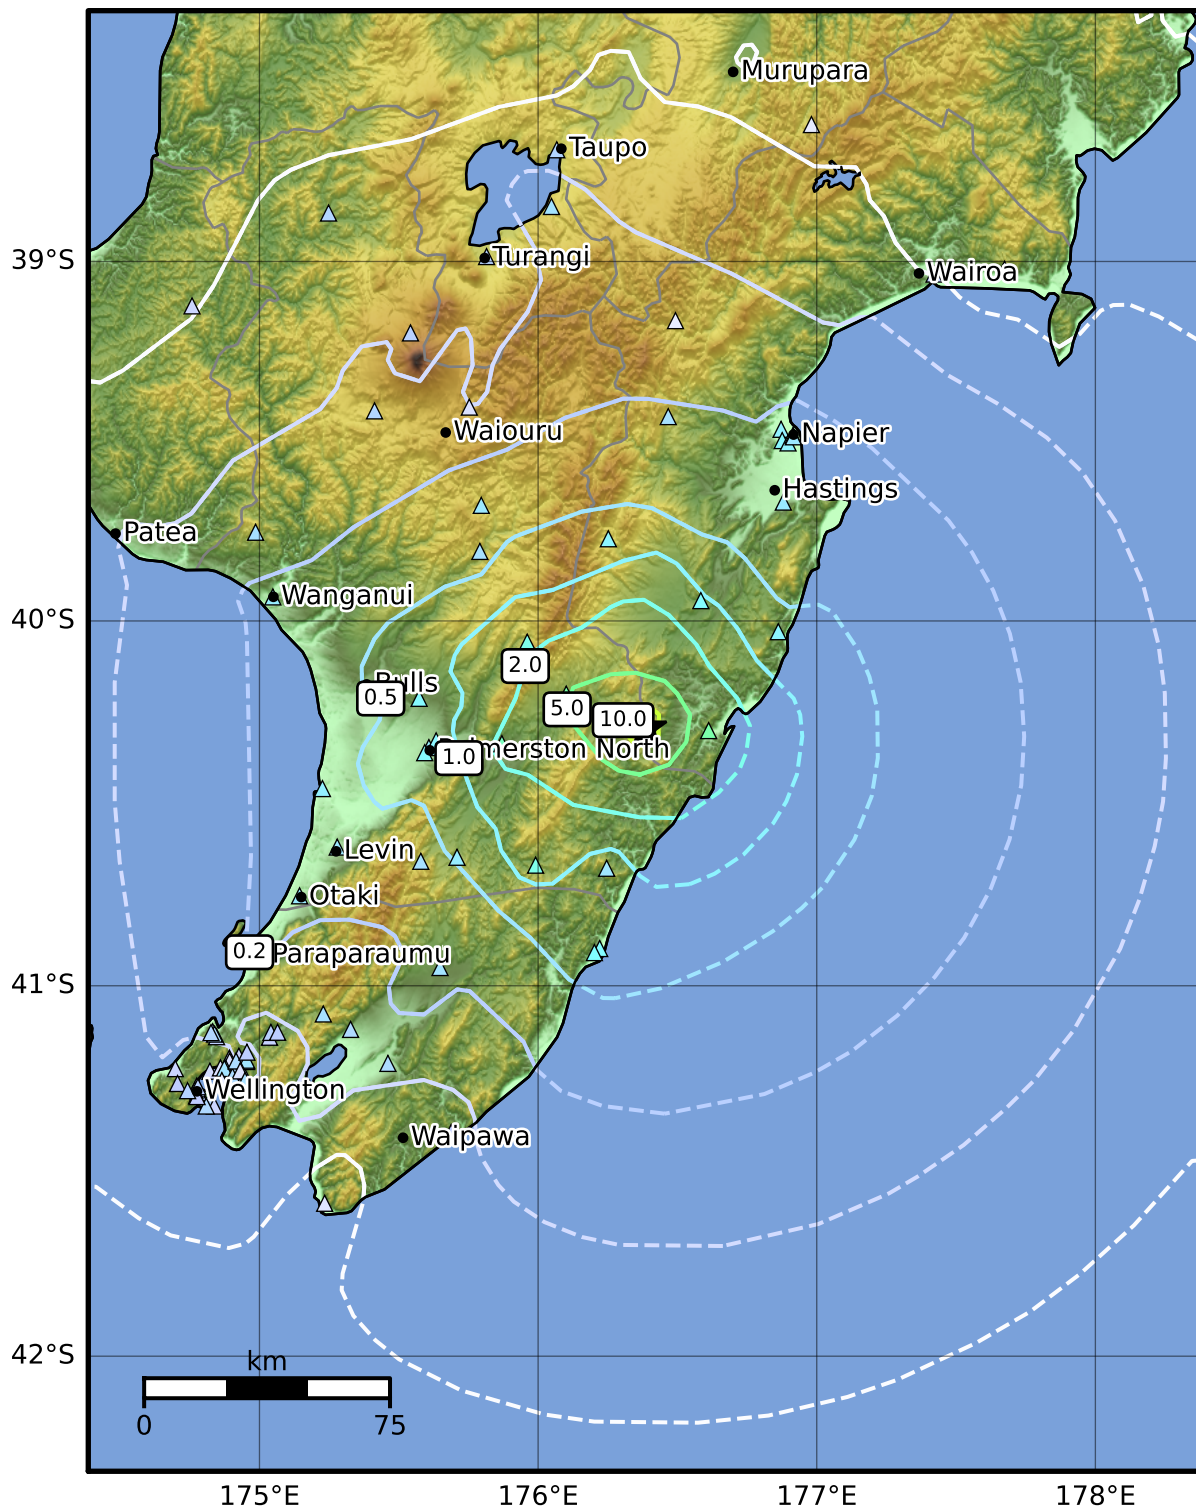 Murupara
Taupo
39°S
Turangi
Wairoa
Waiouru
Napier
Hastings
Patea
Wanganui
40°S
2.0
Bulls
0.5
5.0
10.0
1.0
Palmerston North
Levin
Otaki
0.2
Paraparaumu
41°S
Wellington
Waipawa
42°S
km
0
75
175°E
176°E
177°E
178°E